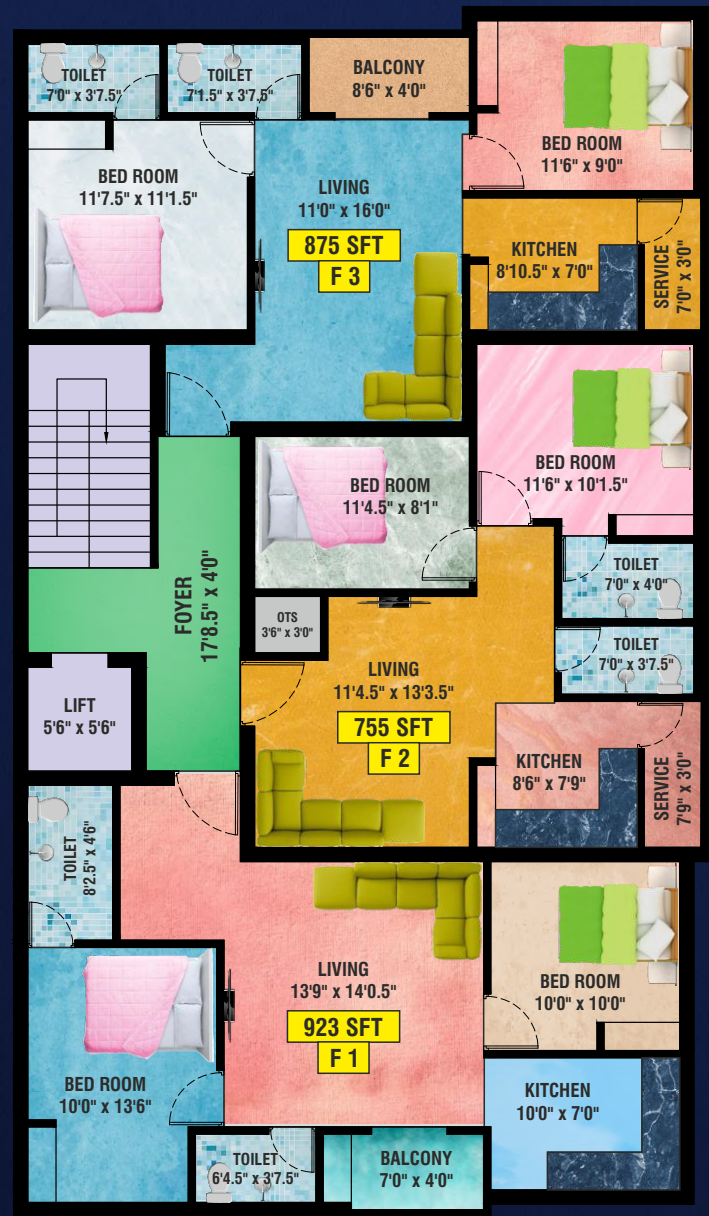 TOILET
7'0" x 3'7.5"
TOILET
7'1.5" x 3'7.5"
BALCONY
8'6" x 4'0"
BED ROOM
11'6" x 9'0"
BED ROOM
11'7.5" x 11'1.5"
LIVING
11'0" x 16'0"
875 SFT
F 3
KITCHEN
8'10.5" x 7'0"
SERVICE
7'0" x 3'0"
BED ROOM
11'6" x 10'1.5"
BED ROOM
11'4.5" x 8'1"
TOILET
7'0" x 4'0"
FOYER
17'8.5" x 4'0"
OTS
3'6" x 3'0"
TOILET
7'0" x 3'7.5"
LIVING
11'4.5" x 13'3.5"
755 SFT
F 2
LIFT
5'6" x 5'6"
KITCHEN
8'6" x 7'9"
SERVICE
7'9" x 3'0"
TOILET
8'2.5" x 4'6"
LIVING
13'9" x 14'0.5"
923 SFT
F 1
BED ROOM
10'0" x 10'0"
BED ROOM
10'0" x 13'6"
KITCHEN
10'0" x 7'0"
TOILET
6'4.5" x 3'7.5"
BALCONY
7'0" x 4'0"